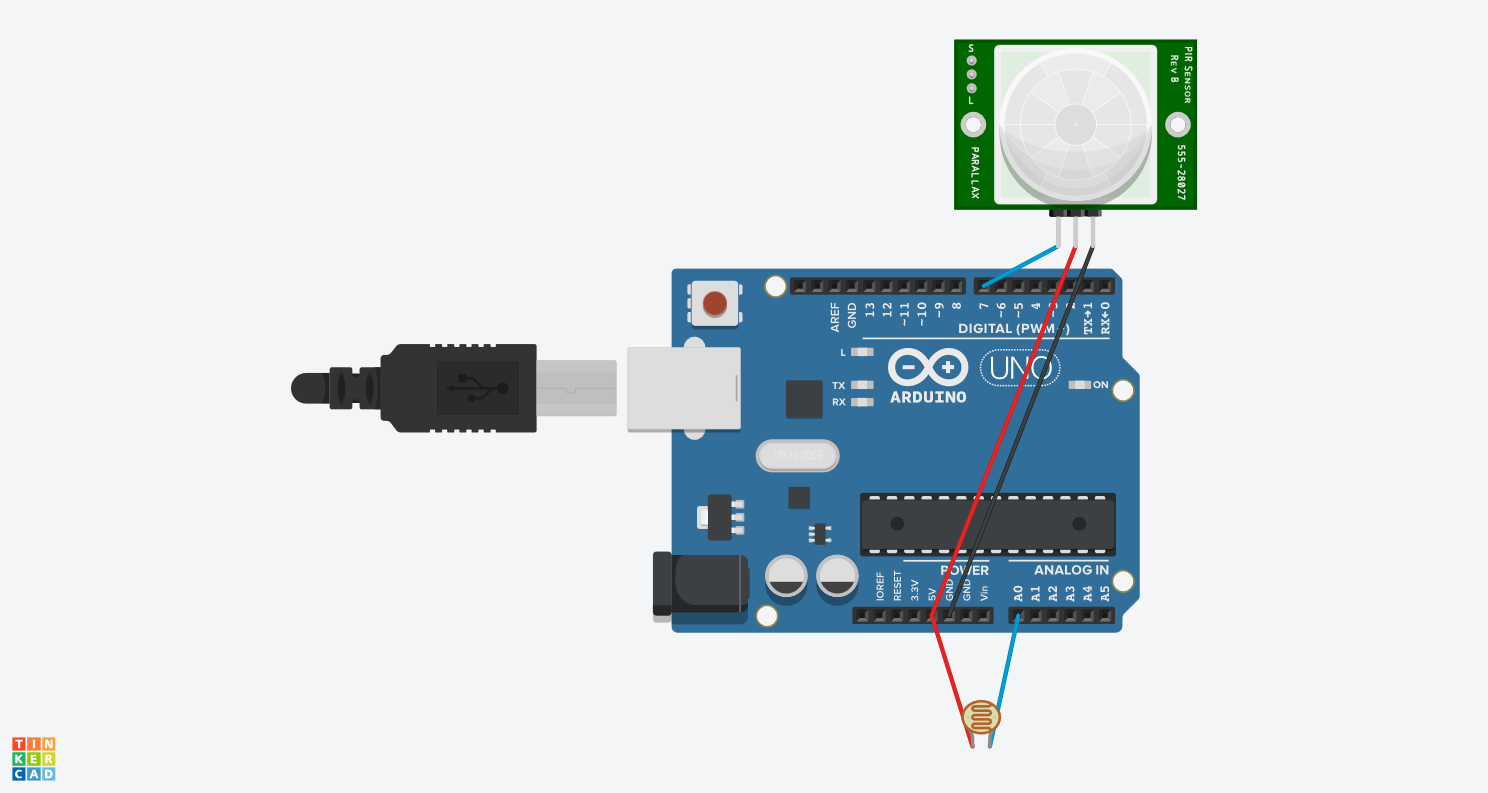 S
L
PIR SENSOR
REV B
PARALLAX
555-28027
AREF
GND
13
12
~11
~10
~9
8
7
~6
~5
4
~3
2
TX→1
RX←0
DIGITAL (PWM~)
L
TX
RX
ARDUINO
UNO
ON
SPK16.000G
POWER
ANALOG IN
IOREF
RESET
3.3V
5V
GND
GND
Vin
A0
A1
A2
A3
A4
A5
TIN
KER
CAD